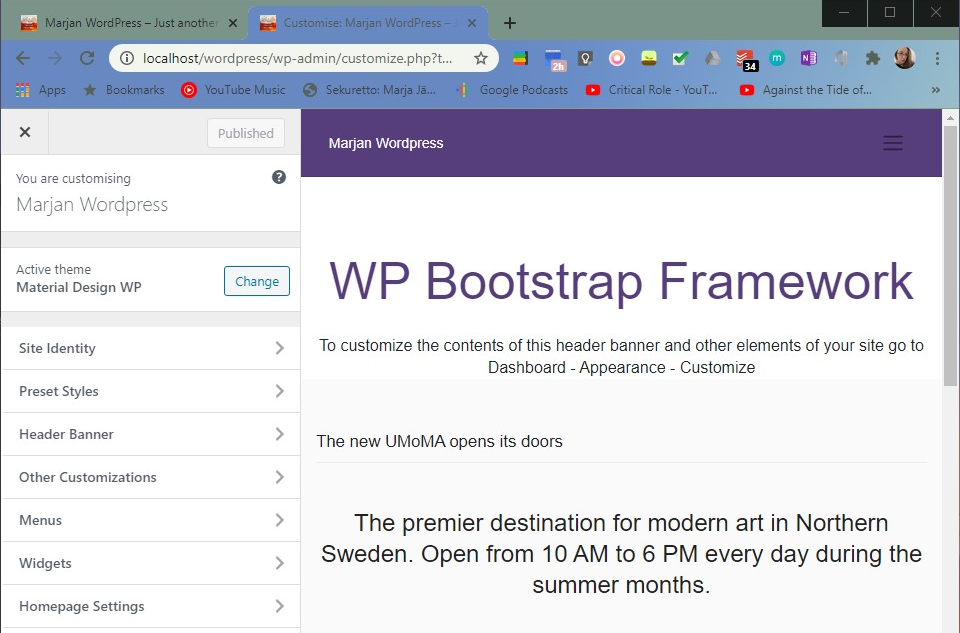 Marjan WordPress – Just another
Customise: Marjan WordPress –
localhost/wordpress/wp-admin/customize.php?t...
2h
34
m
N
Apps
Bookmarks
YouTube Music
Sekuretto: Marja Jä...
Google Podcasts
Critical Role - YouT...
Against the Tide of...
»
Published
You are customising
Marjan Wordpress
Active theme
Material Design WP
Change
Site Identity
Preset Styles
Header Banner
Other Customizations
Menus
Widgets
Homepage Settings
Marjan Wordpress
WP Bootstrap Framework
To customize the contents of this header banner and other elements of your site go to
Dashboard - Appearance - Customize
The new UMoMA opens its doors
The premier destination for modern art in Northern
Sweden. Open from 10 AM to 6 PM every day during the
summer months.